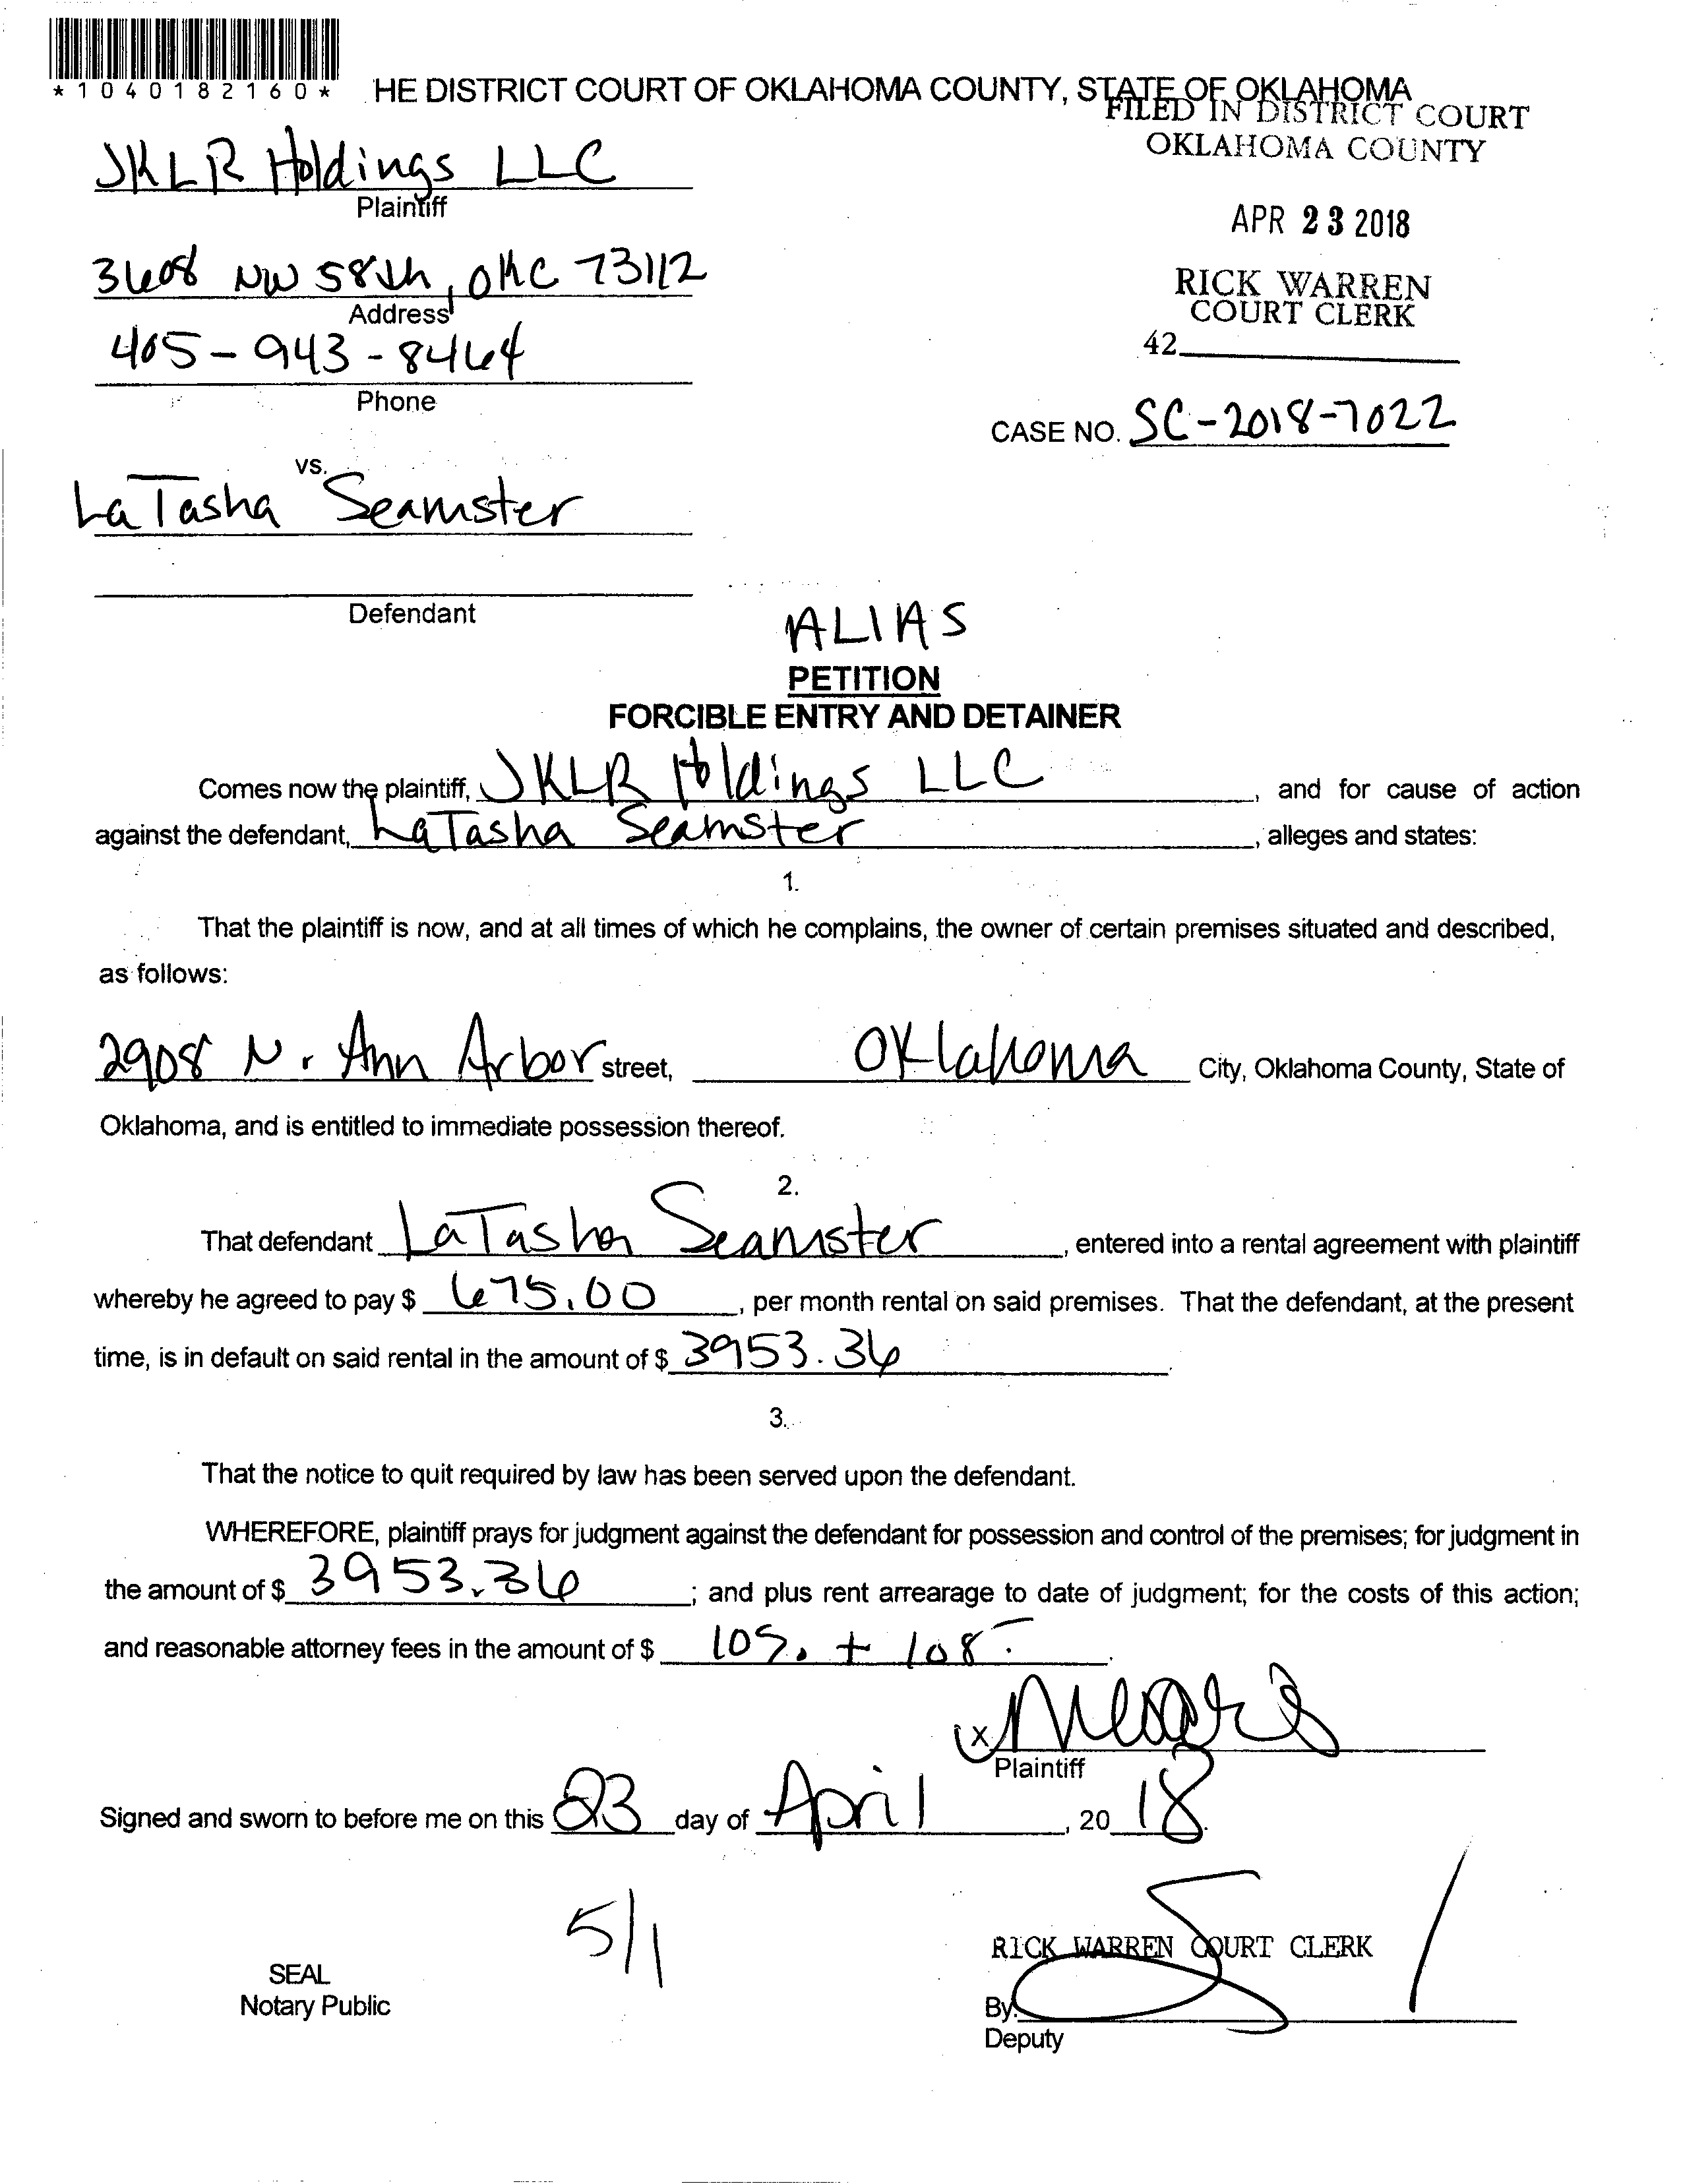 *1040182160*
HE DISTRICT COURT OF OKLAHOMA COUNTY, STATE OF OKLAHOMA
FILED IN DISTRICT COURT
OKLAHOMA COUNTY
JKLR Holdings LLC
Plaintiff
APR 23 2018
3608 NW 58th, OKC 73112
Address
RICK WARREN
COURT CLERK
405-943-8464
42
Phone
CASE NO. SC-2018-7022
vs.
LaTasha Seamster
Defendant
ALIAS
PETITION
FORCIBLE ENTRY AND DETAINER
Comes now the plaintiff, JKLR Holdings LLC, and for cause of action
against the defendant, LaTasha Seamster, alleges and states:
1.
That the plaintiff is now, and at all times of which he complains, the owner of certain premises situated and described,
as follows:
2908 N. Ann Arbor street, Oklahoma City, Oklahoma County, State of
Oklahoma, and is entitled to immediate possession thereof.
2.
That defendant LaTasha Seamster, entered into a rental agreement with plaintiff
whereby he agreed to pay $ 675.00, per month rental on said premises. That the defendant, at the present
time, is in default on said rental in the amount of $ 3953.36.
3.
That the notice to quit required by law has been served upon the defendant.
WHEREFORE, plaintiff prays for judgment against the defendant for possession and control of the premises; for judgment in
the amount of $ 3953.36; and plus rent arrearage to date of judgment; for the costs of this action;
and reasonable attorney fees in the amount of $ 105. + 108.
x
Plaintiff
Signed and sworn to before me on this 23 day of April, 2018.
5/1
RICK WARREN COURT CLERK
SEAL
Notary Public
By:
Deputy